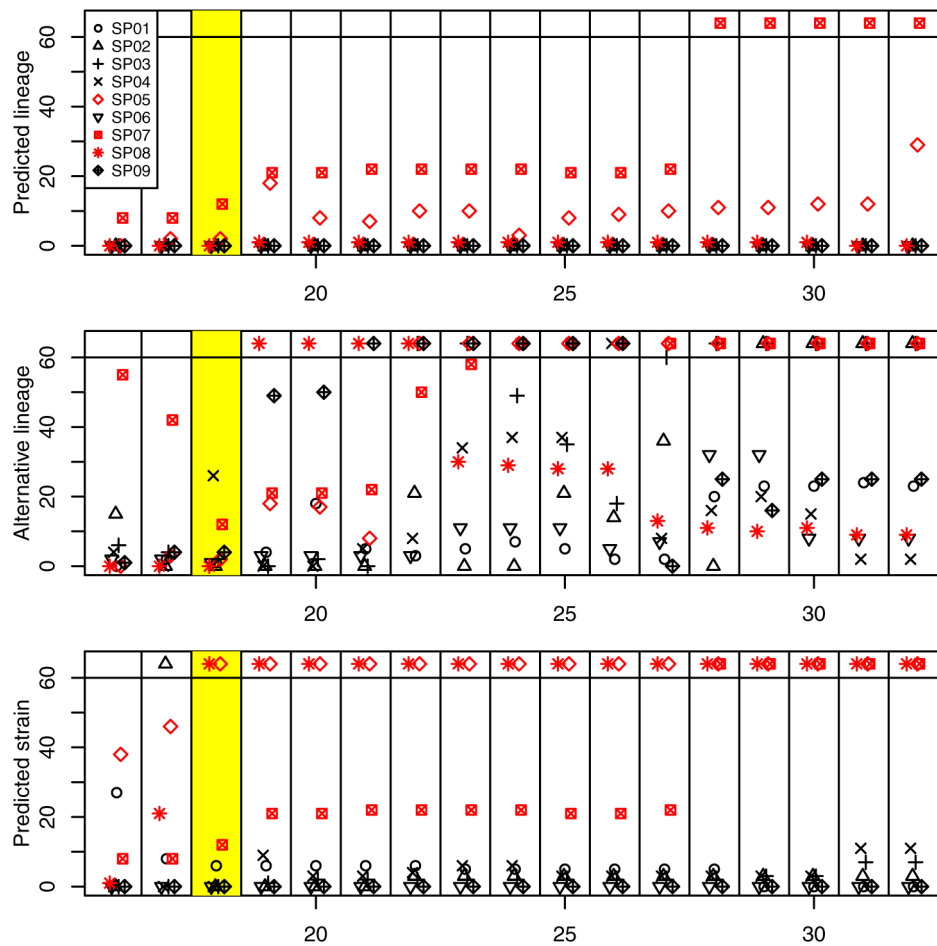 Predicted lineage
60
40
20
0
SP01
SP02
SP03
SP04
SP05
SP06
SP07
SP08
SP09
20 25 30
Alternative lineage
60
40
20
0
20 25 30
Predicted strain
60
40
20
0
20 25 30